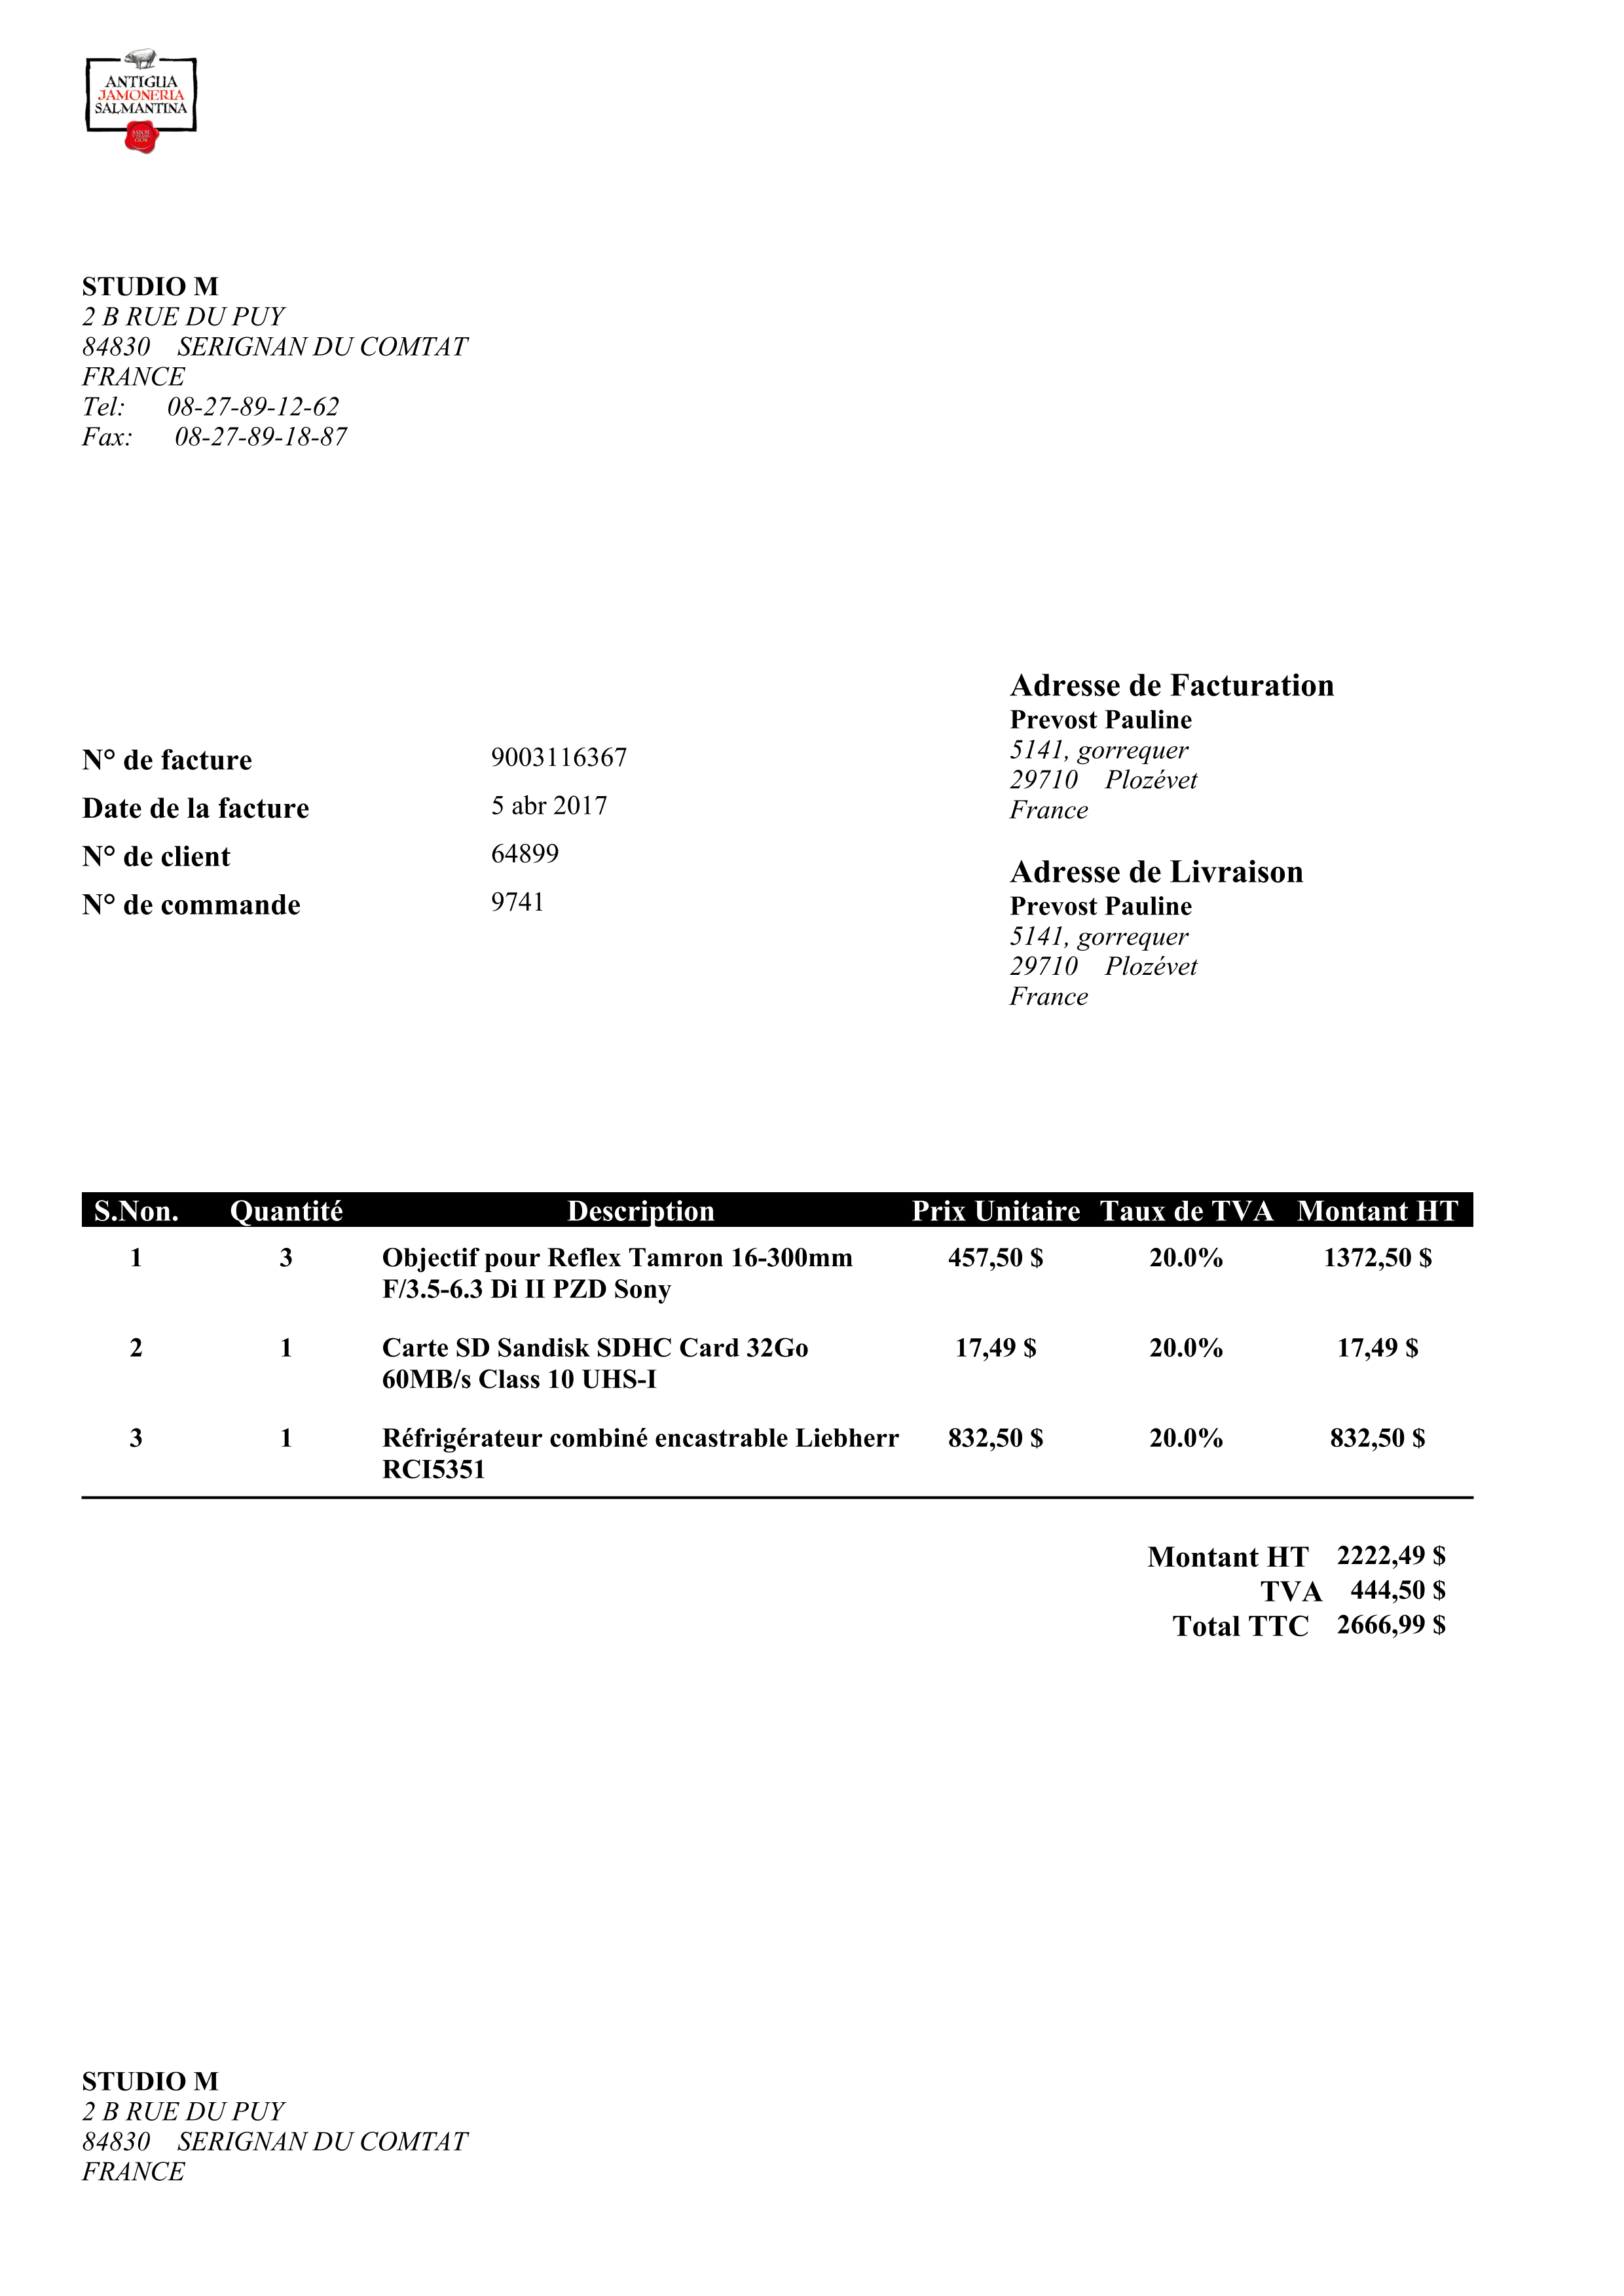 ANTIGUA
JAMONERIA
SALMANTINA
STUDIO M
2 B RUE DU PUY
84830 SERIGNAN DU COMTAT
FRANCE
Tel: 08-27-89-12-62
Fax: 08-27-89-18-87
Adresse de Facturation
Prevost Pauline
5141, gorrequer
29710 Plozévet
France
N° de facture 9003116367
Date de la facture 5 abr 2017
N° de client 64899
N° de commande 9741
Adresse de Livraison
Prevost Pauline
5141, gorrequer
29710 Plozévet
France
S.Non. Quantité Description Prix Unitaire Taux de TVA Montant HT
1 3 Objectif pour Reflex Tamron 16-300mm 457,50 $ 20.0% 1372,50 $
F/3.5-6.3 Di II PZD Sony
2 1 Carte SD Sandisk SDHC Card 32Go 17,49 $ 20.0% 17,49 $
60MB/s Class 10 UHS-I
3 1 Réfrigérateur combiné encastrable Liebherr 832,50 $ 20.0% 832,50 $
RCI5351
Montant HT 2222,49 $
TVA 444,50 $
Total TTC 2666,99 $
STUDIO M
2 B RUE DU PUY
84830 SERIGNAN DU COMTAT
FRANCE